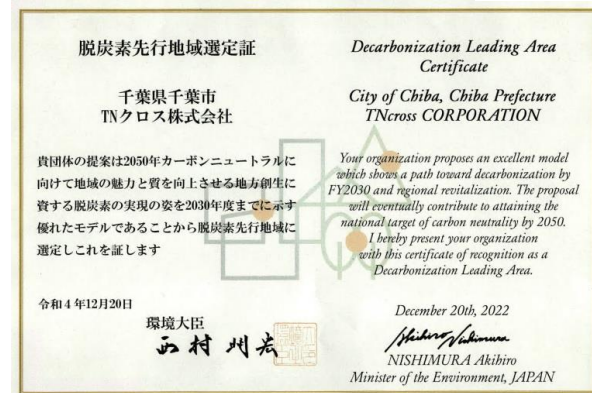 脱炭素先行地域選定証
千葉県千葉市
TNクロス株式会社
貴団体の提案は2050年カーボンニュートラルに
向けて地域の魅力と質を向上させる地方創生に
資する脱炭素の実現の姿を2030年度までに示す
優れたモデルであることから脱炭素先行地域に
選定しこれを証します
令和4年12月20日
環境大臣
西村明宏
Decarbonization Leading Area
Certificate
City of Chiba, Chiba Prefecture
TNcross CORPORATION
Your organization proposes an excellent model
which shows a path toward decarbonization by
FY2030 and regional revitalization. The proposal
will eventually contribute to attaining the
national target of carbon neutrality by 2050.
I hereby present your organization
with this certificate of recognition as a
Decarbonization Leading Area.
December 20th, 2022
Akihiro Nishimura
NISHIMURA Akihiro
Minister of the Environment, JAPAN